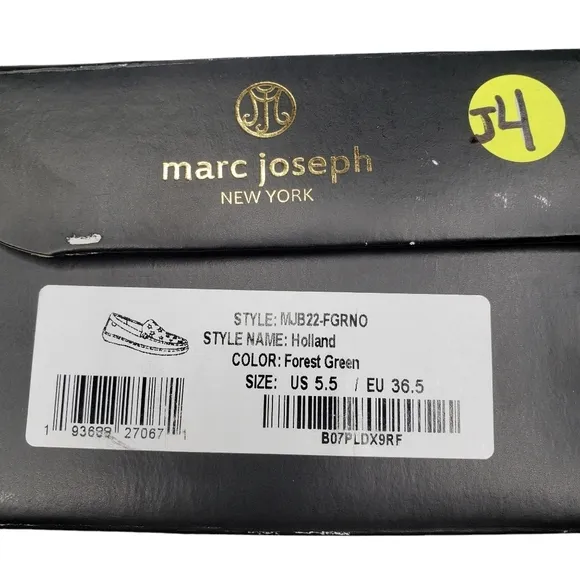 J4
marc joseph
NEW YORK
STYLE: MJB22-FGRNO
STYLE NAME: Holland
COLOR: Forest Green
SIZE: US 5.5 / EU 36.5
1 93688 27067 1
B07PLDX9RF